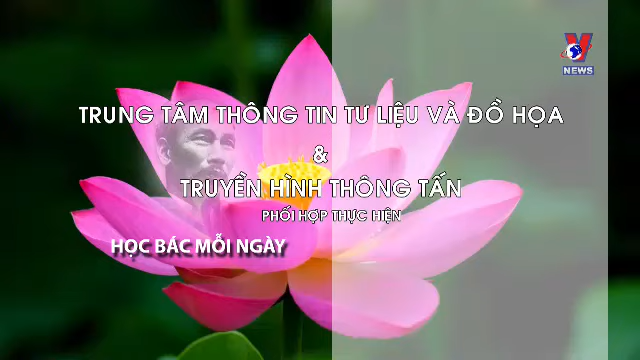 V
NEWS
TRUNG TÂM THÔNG TIN TƯ LIỆU VÀ ĐỒ HỌA
&
TRUYỀN HÌNH THÔNG TẤN
PHỐI HỢP THỰC HIỆN
HỌC BÁC MỖI NGÀY